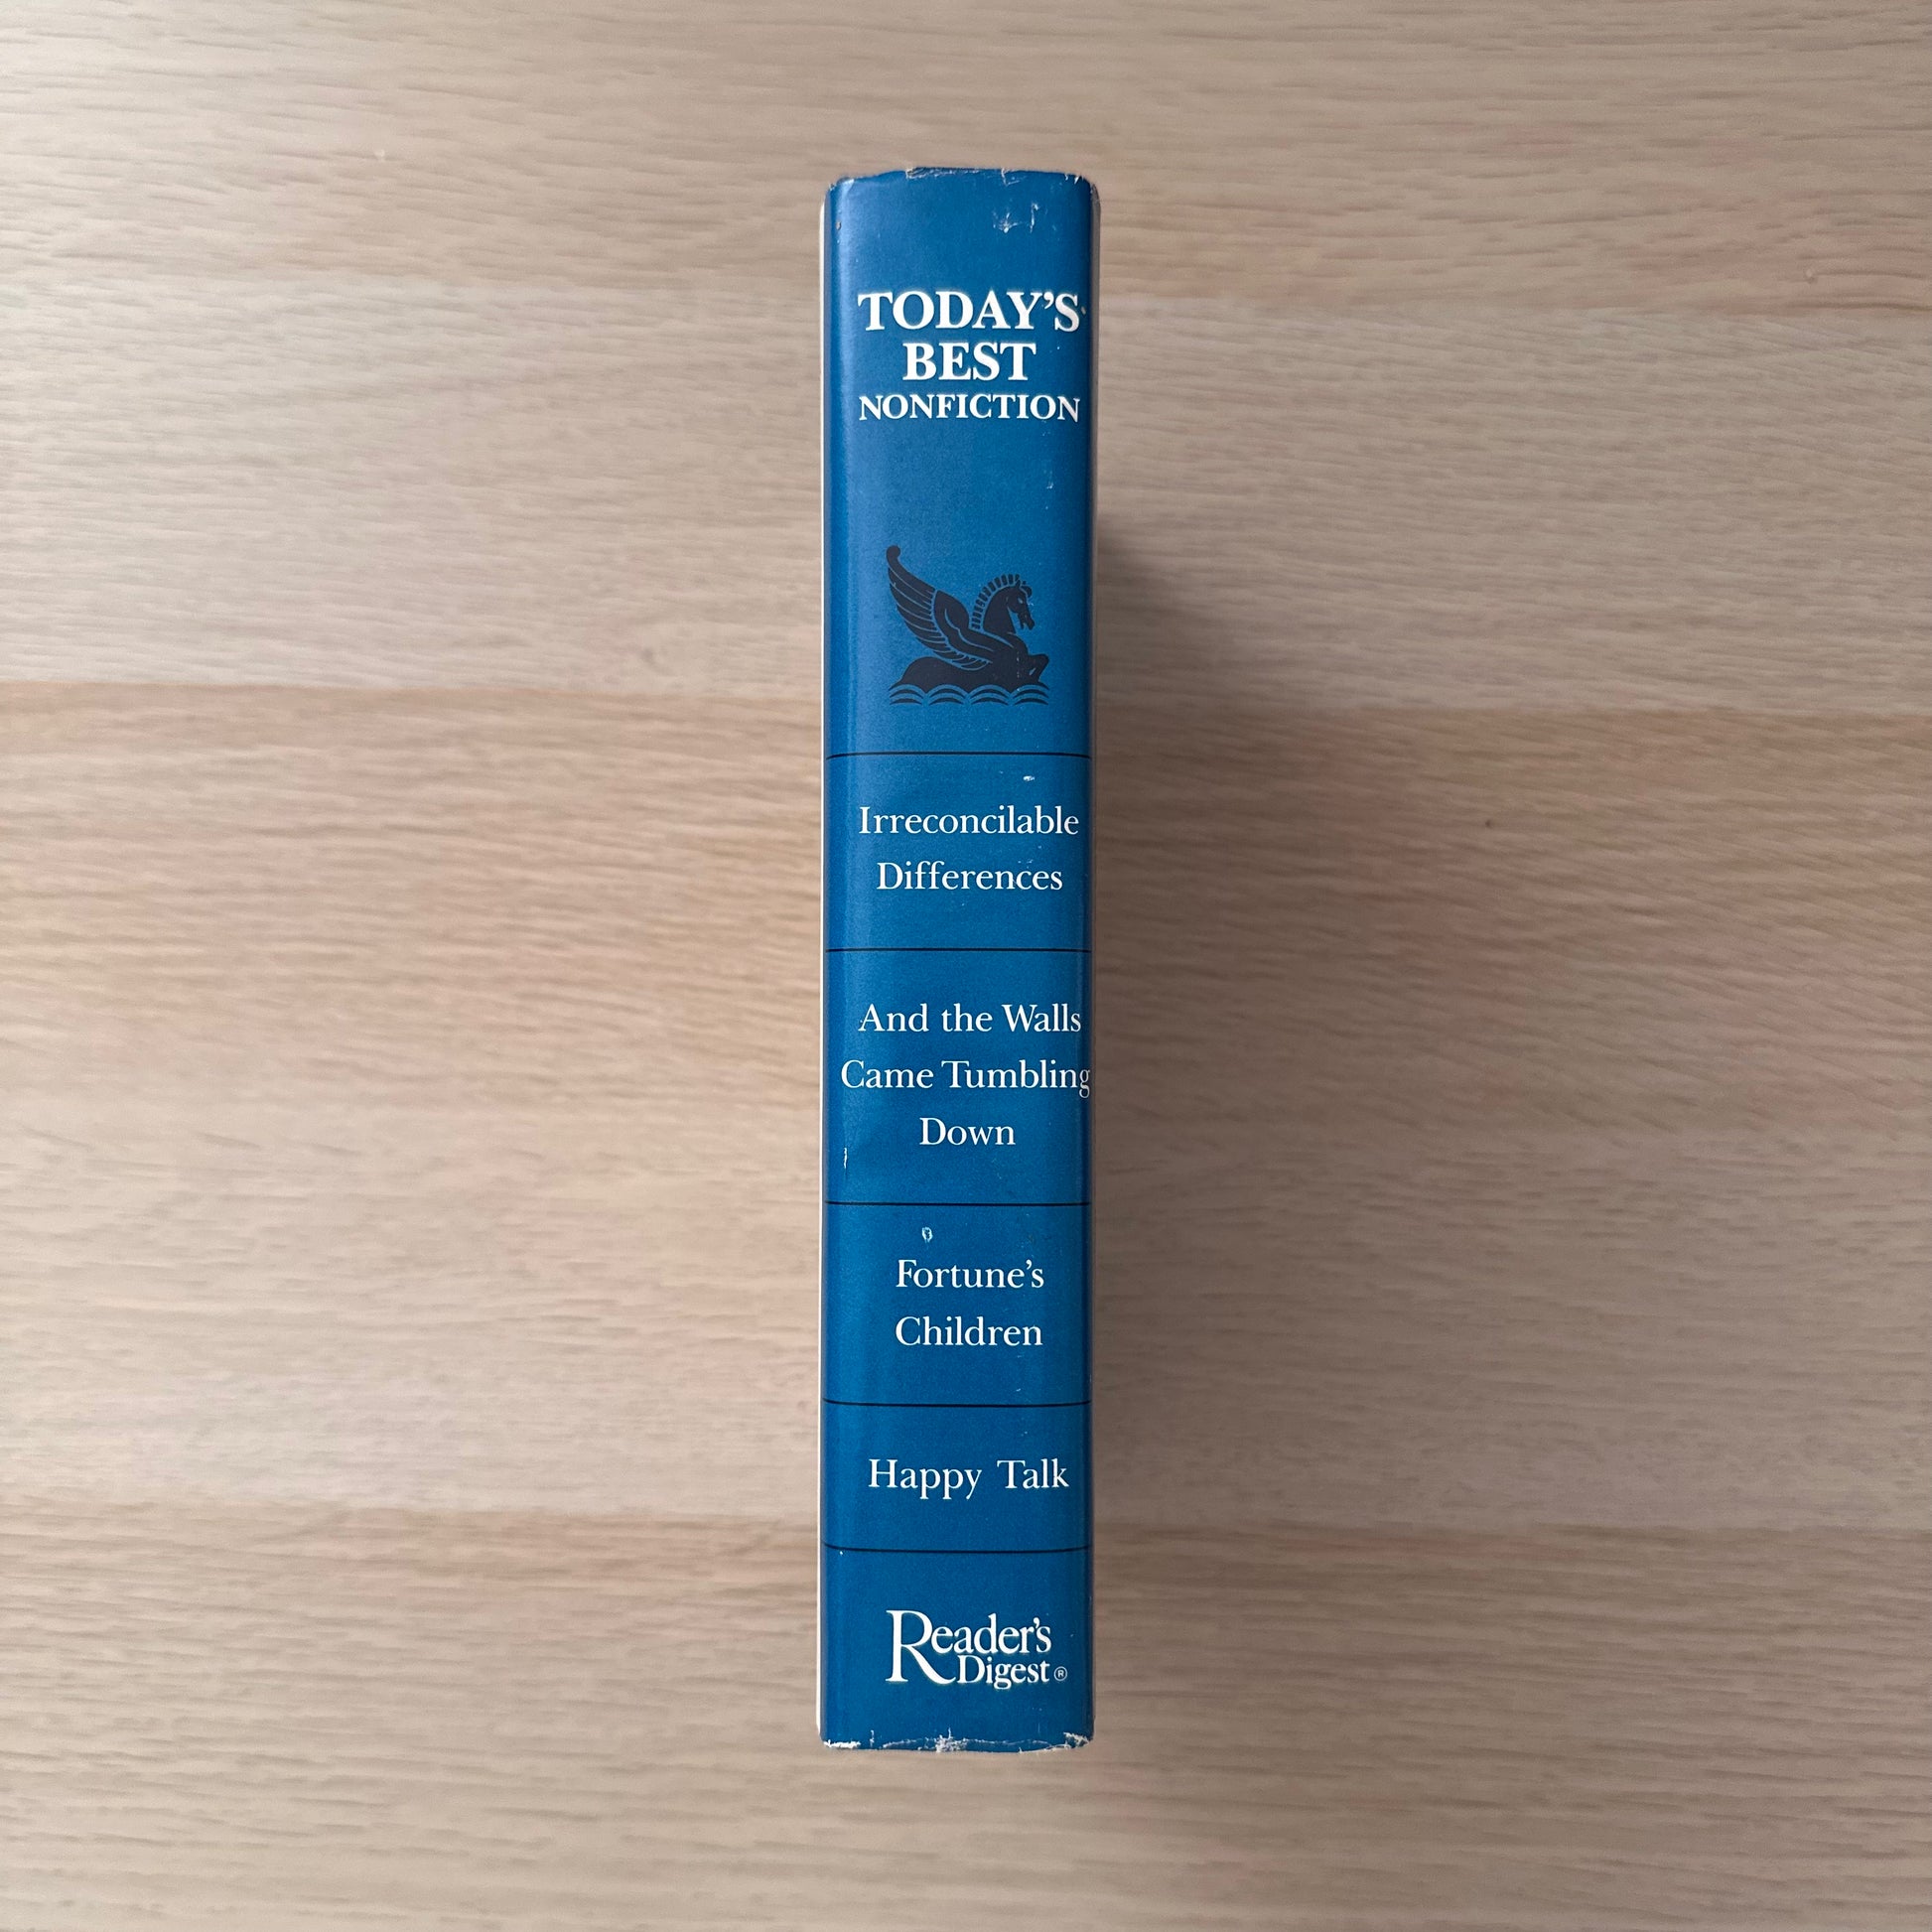 TODAY'S
BEST
NONFICTION
Irreconcilable
Differences
And the Walls
Came Tumbling
Down
Fortune's
Children
Happy Talk
Reader's
Digest®